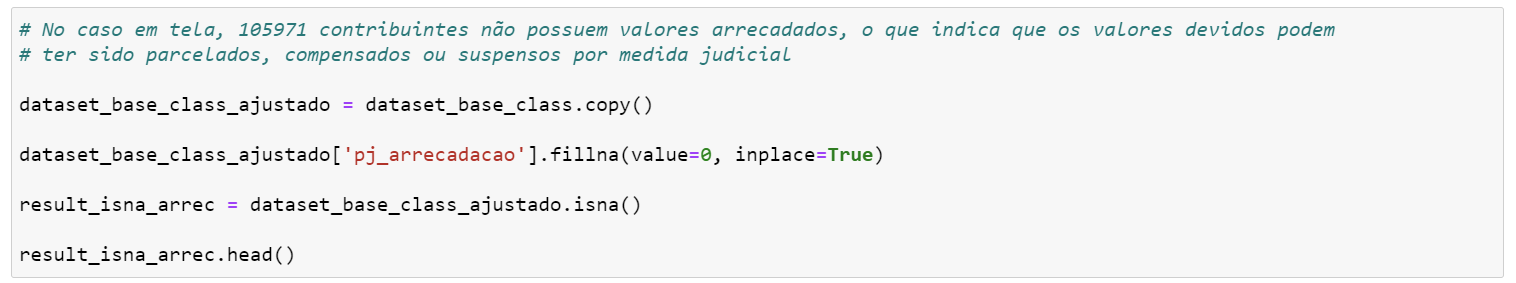 # No caso em tela, 105971 contribuintes não possuem valores arrecadados, o que indica que os valores devidos podem
# ter sido parcelados, compensados ou suspensos por medida judicial
dataset_base_class_ajustado = dataset_base_class.copy()
dataset_base_class_ajustado['pj_arrecadacao'].fillna(value=0, inplace=True)
result_isna_arrec = dataset_base_class_ajustado.isna()
result_isna_arrec.head()